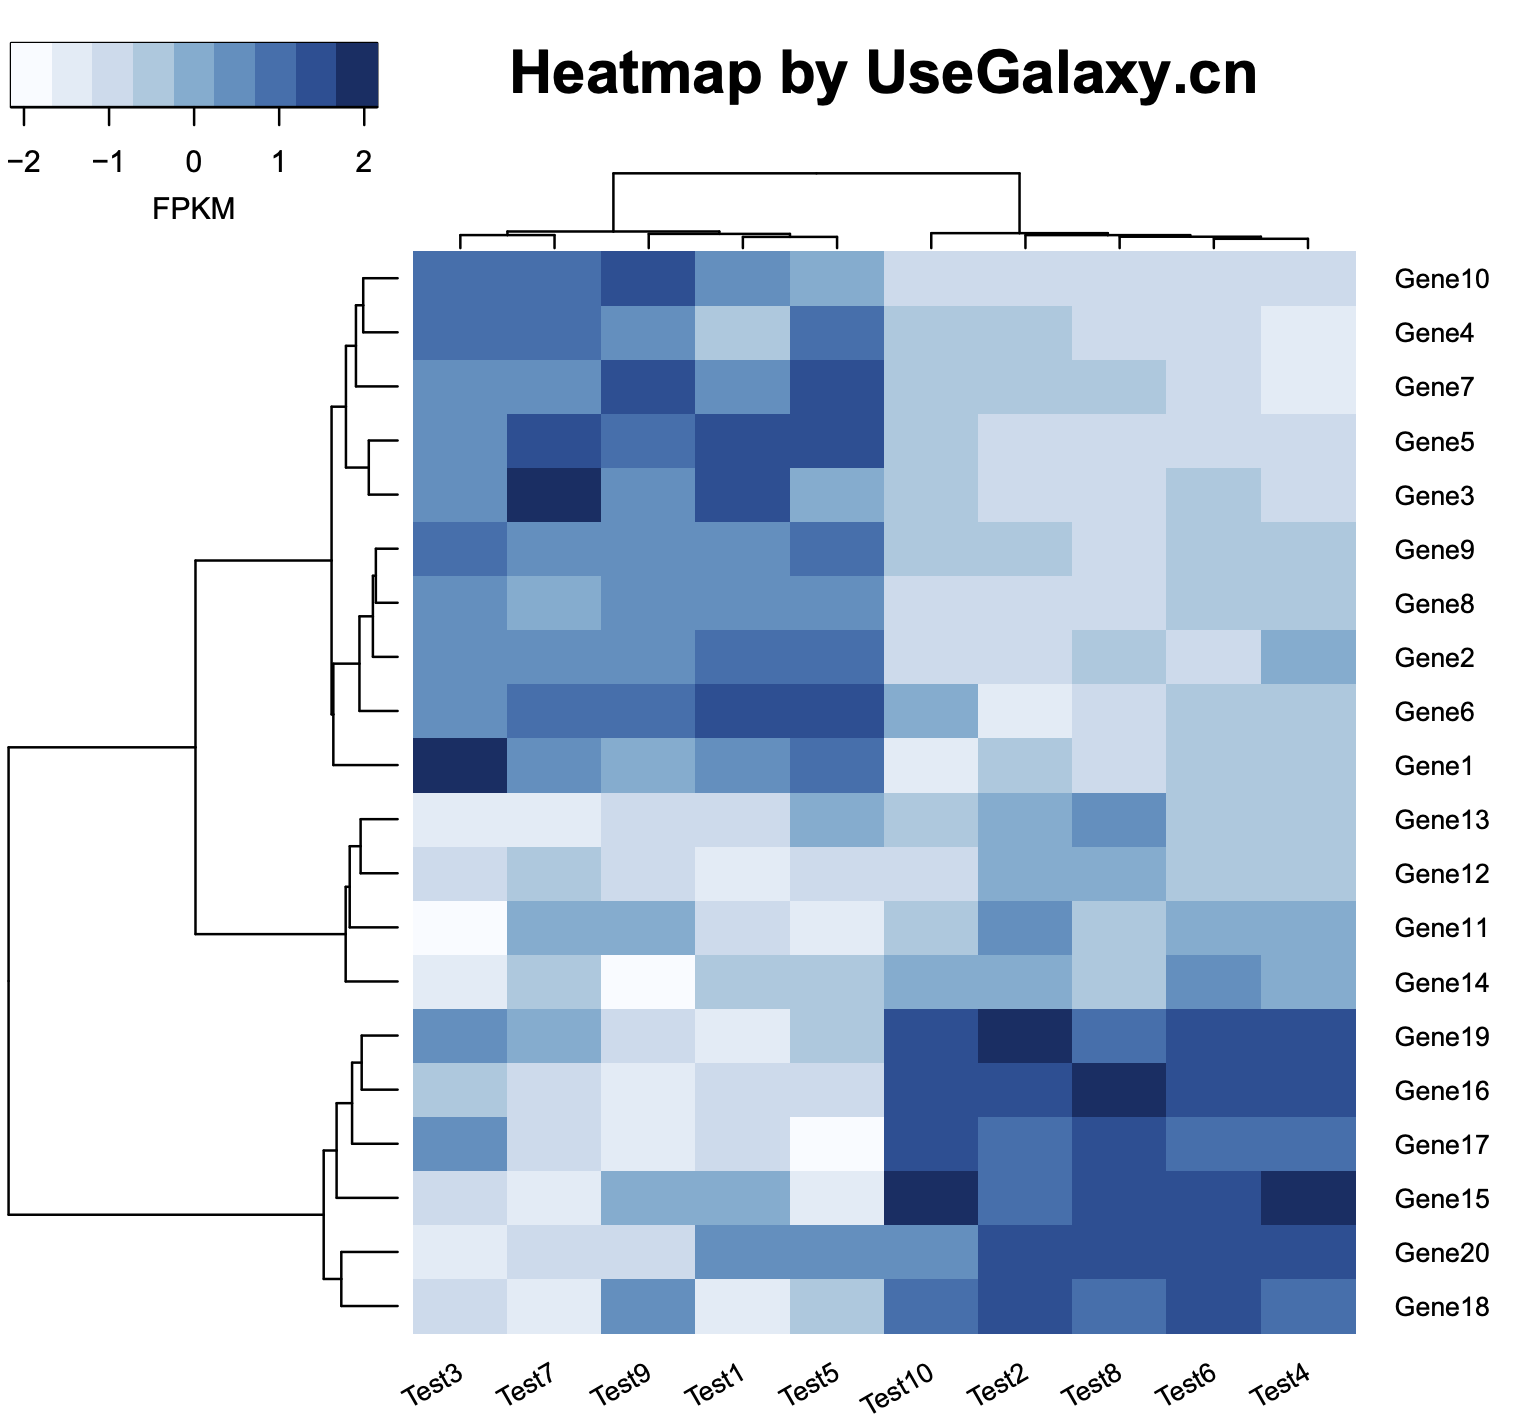 Heatmap by UseGalaxy.cn
−2 −1 0 1 2
FPKM
Gene10
Gene4
Gene7
Gene5
Gene3
Gene9
Gene8
Gene2
Gene6
Gene1
Gene13
Gene12
Gene11
Gene14
Gene19
Gene16
Gene17
Gene15
Gene20
Gene18
Test3 Test7 Test9 Test1 Test5 Test10 Test2 Test8 Test6 Test4